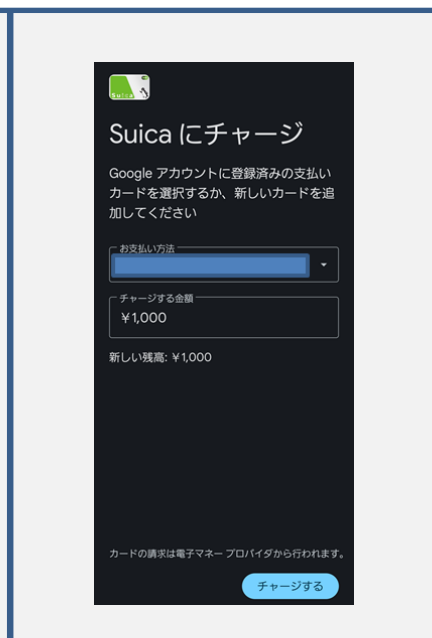 Suica
Suica にチャージ
Google アカウントに登録済みの支払い
カードを選択するか、新しいカードを追
加してください
お支払い方法
チャージする金額
￥1,000
新しい残高: ￥1,000
カードの請求は電子マネー プロバイダから行われます。
チャージする